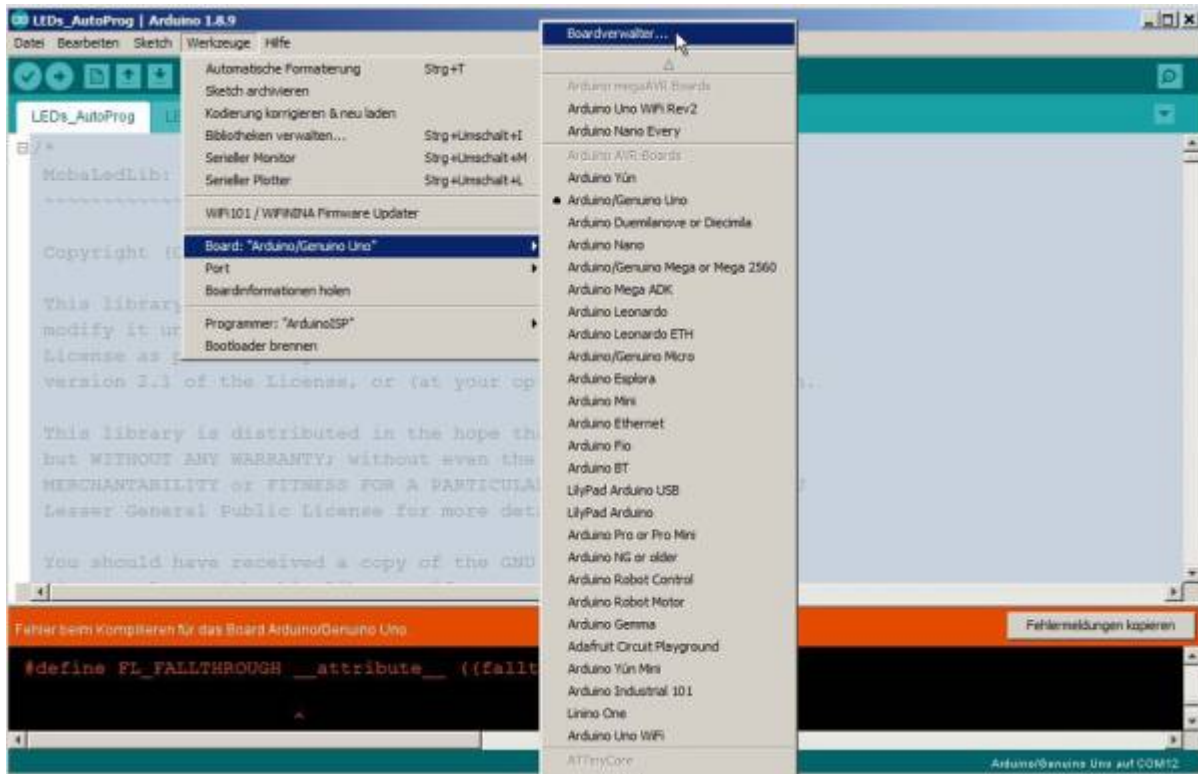 LEDs_AutoProg | Arduino 1.8.9
Datei Bearbeiten Sketch Werkzeuge Hilfe
LEDs_AutoProg
/*
MobaLedLib:
Copyright (C
This library
modify it un
License as
version 2.1 of the License, or (at your op
This library is distributed in the hope th
but WITHOUT ANY WARRANTY; without even the
MERCHANTABILITY or FITNESS FOR A PARTICULA
Lesser General Public License for more det
You should have received a copy of the GNU
Automatische Formatierung Strg+T
Sketch archivieren
Kodierung korrigieren & neu laden
Bibliotheken verwalten... Strg+Umschalt+I
Serieller Monitor Strg+Umschalt+M
Serieller Plotter Strg+Umschalt+L
WiFi101 / WiFiNINA Firmware Updater
Board: "Arduino/Genuino Uno"
Port
Boardinformationen holen
Programmer: "ArduinoISP"
Bootloader brennen
Boardverwalter...
Arduino megaAVR Boards
Arduino Uno WiFi Rev2
Arduino Nano Every
Arduino AVR Boards
Arduino Yún
Arduino/Genuino Uno
Arduino Duemilanove or Diecimila
Arduino Nano
Arduino/Genuino Mega or Mega 2560
Arduino Mega ADK
Arduino Leonardo
Arduino Leonardo ETH
Arduino/Genuino Micro
Arduino Esplora
Arduino Mini
Arduino Ethernet
Arduino Fio
Arduino BT
LilyPad Arduino USB
LilyPad Arduino
Arduino Pro or Pro Mini
Arduino NG or older
Arduino Robot Control
Arduino Robot Motor
Arduino Gemma
Adafruit Circuit Playground
Arduino Yún Mini
Arduino Industrial 101
Linino One
Arduino Uno WiFi
ATTinyCore
Fehler beim Kompilieren für das Board Arduino/Genuino Uno.
Fehlermeldungen kopieren
#define FL_FALLTHROUGH __attribute__ ((fallt
^
Arduino/Genuino Uno auf COM12